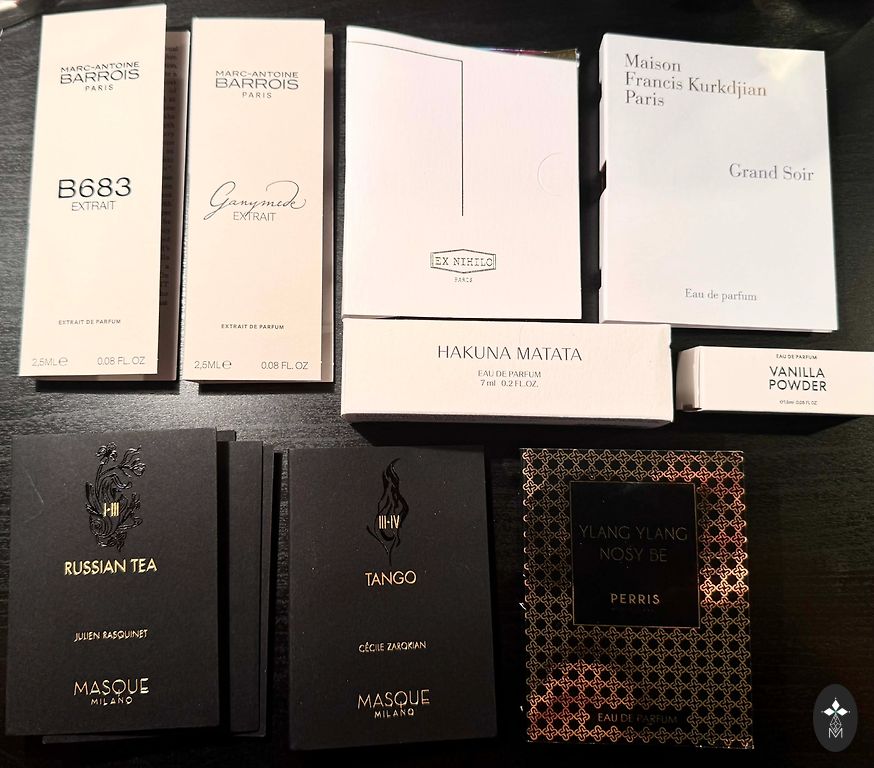 MARC-ANTOINE
BARROIS
PARIS
B683
EXTRAIT
EXTRAIT DE PARFUM
2,5ML℮ 0.08 FL. OZ
MARC-ANTOINE
BARROIS
PARIS
Ganymede
EXTRAIT
EXTRAIT DE PARFUM
2,5ML℮ 0.08 FL. OZ
EX NIHILO
PARIS
Maison
Francis Kurkdjian
Paris
Grand Soir
Eau de parfum
HAKUNA MATATA
EAU DE PARFUM
7 ml 0.2 FL.OZ.
EAU DE PARFUM
VANILLA
POWDER
I-III
RUSSIAN TEA
JULIEN RASQUINET
MASQUE
MILANO
III-IV
TANGO
CÉCILE ZAROKIAN
MASQUE
MILANO
YLANG YLANG
NOSY BE
PERRIS
EAU DE PARFUM